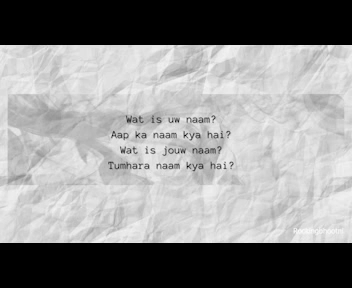 Wat is uw naam?
Aap ka naam kya hai?
Wat is jouw naam?
Tumhara naam kya hai?